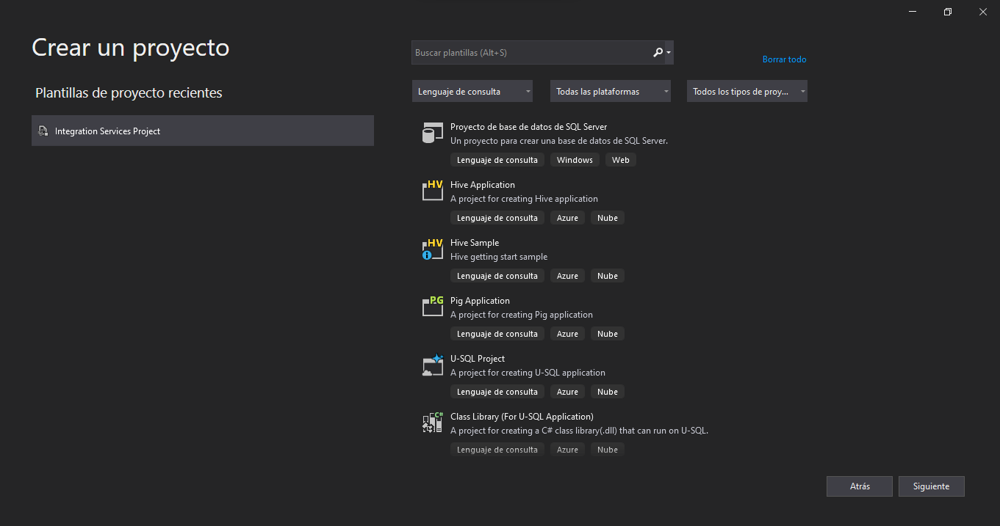 Crear un proyecto
Plantillas de proyecto recientes
Integration Services Project
Buscar plantillas (Alt+S)
Borrar todo
Lenguaje de consulta
Todas las plataformas
Todos los tipos de proy...
Proyecto de base de datos de SQL Server
Un proyecto para crear una base de datos de SQL Server.
Lenguaje de consulta Windows Web
HV
Hive Application
A project for creating Hive application
Lenguaje de consulta Azure Nube
HV
Hive Sample
Hive getting start sample
Lenguaje de consulta Azure Nube
PG
Pig Application
A project for creating Pig application
Lenguaje de consulta Azure Nube
U-SQL Project
A project for creating U-SQL application
Lenguaje de consulta Azure Nube
C#
Class Library (For U-SQL Application)
A project for creating a C# class library(.dll) that can run on U-SQL.
Lenguaje de consulta Azure Nube
Atrás
Siguiente